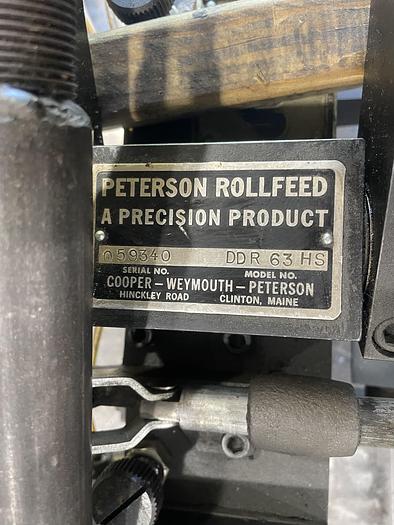 PETERSON ROLLFEED
A PRECISION PRODUCT
059340 DDR 63 HS
SERIAL NO. MODEL NO.
COOPER – WEYMOUTH – PETERSON
HINCKLEY ROAD CLINTON, MAINE